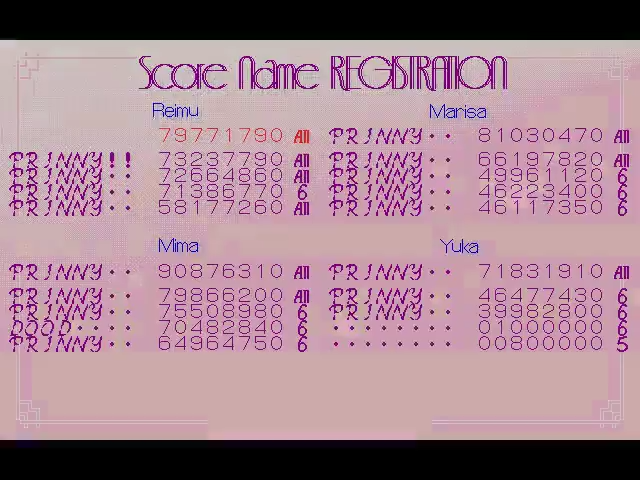 Score Name REGISTRATION
Reimu Marisa
79771790 All PRINNY・・ 81030470 All
PRINNY!! 73237790 All PRINNY・・ 66197820 All
PRINNY・・ 72664860 All PRINNY・・ 49961120 6
PRINNY・・ 71386770 6 PRINNY・・ 46223400 6
PRINNY・・ 58177260 All PRINNY・・ 46117350 6
Mima Yuka
PRINNY・・ 90876310 All PRINNY・・ 71831910 All
PRINNY・・ 79866200 All PRINNY・・ 46477430 6
PRINNY・・ 75508980 6 PRINNY・・ 39982800 6
DOOD・・・・ 70482840 6 ・・・・・・・・ 01000000 6
PRINNY・・ 64964750 6 ・・・・・・・・ 00800000 5